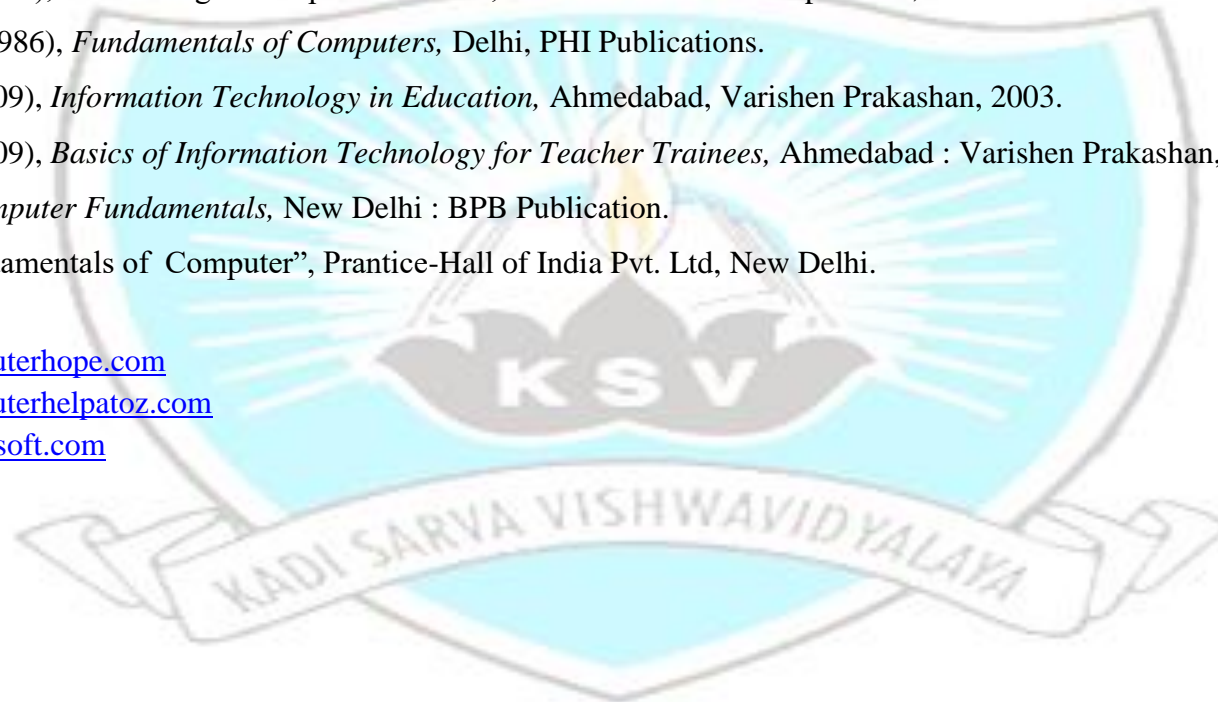 986), Fundamentals of Computers, Delhi, PHI Publications.
09), Information Technology in Education, Ahmedabad, Varishen Prakashan, 2003.
09), Basics of Information Technology for Teacher Trainees, Ahmedabad : Varishen Prakashan,
mputer Fundamentals, New Delhi : BPB Publication.
amentals of Computer”, Prantice-Hall of India Pvt. Ltd, New Delhi.
uterhope.com
uterhelpatoz.com
soft.com
KSV
KADI SARVA VISHWAVIDYALAYA